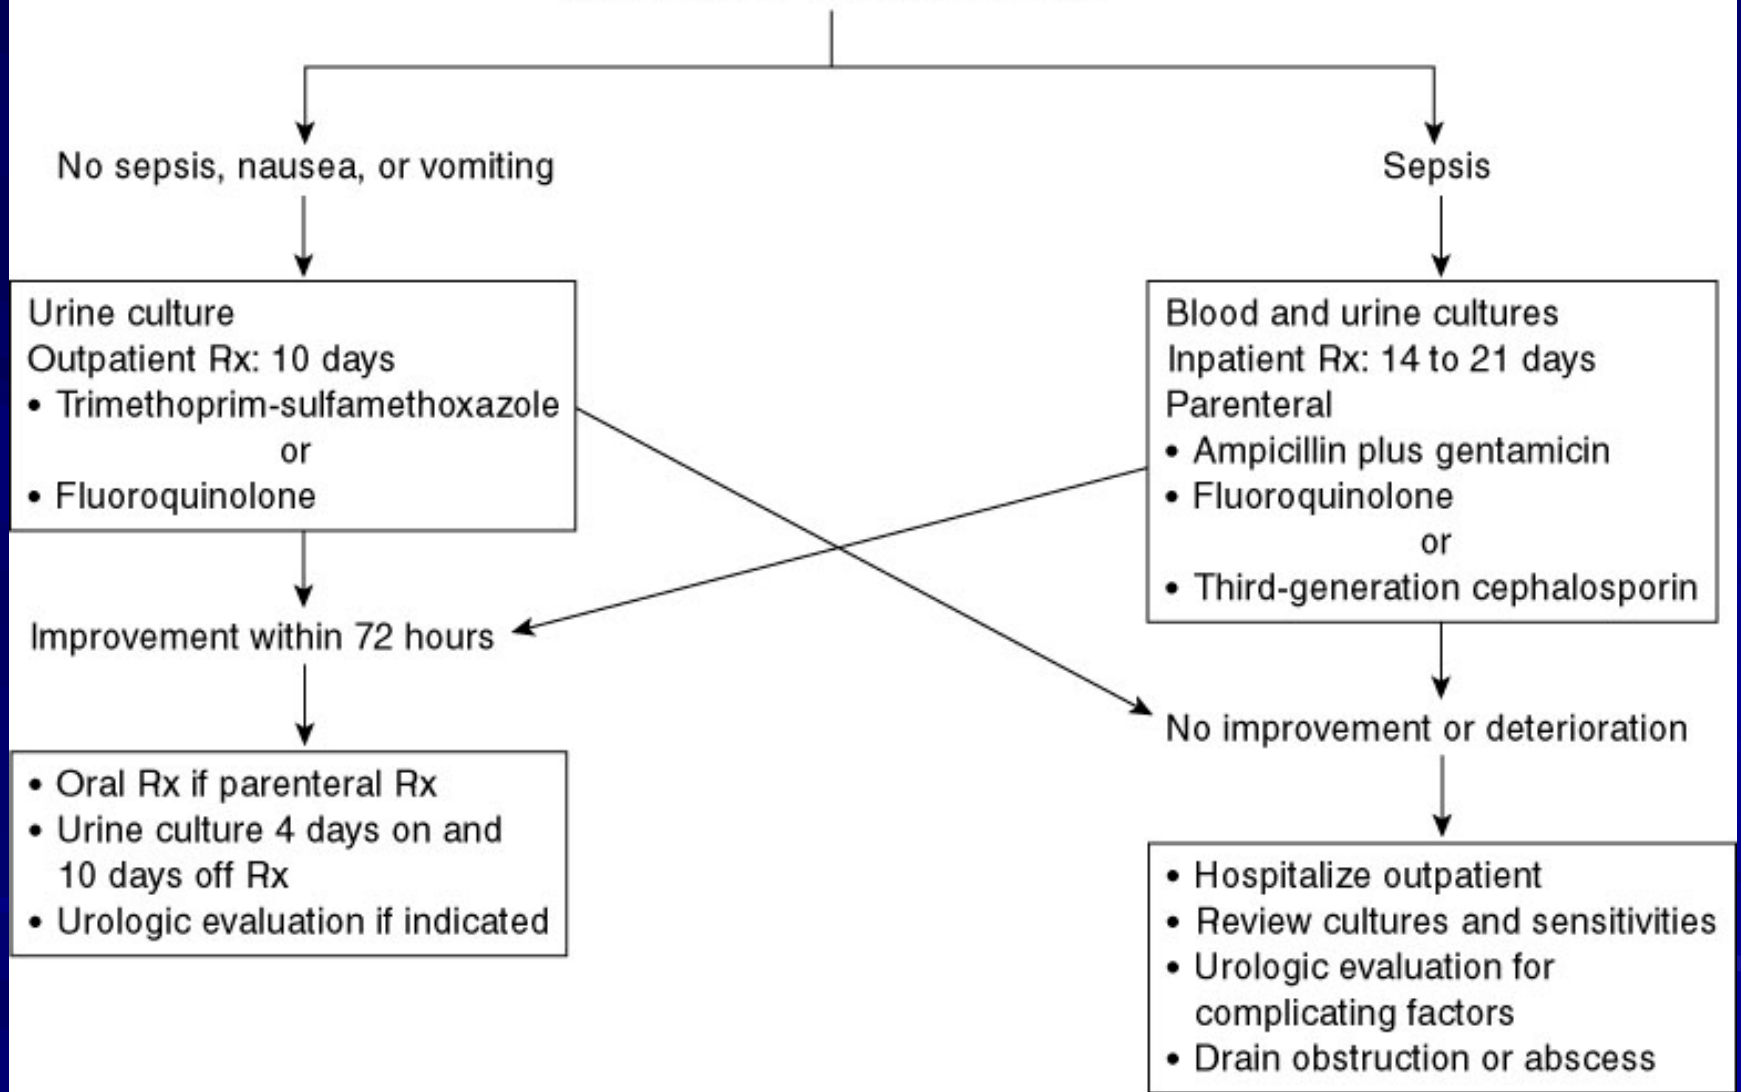 No sepsis, nausea, or vomiting
Sepsis
Urine culture
Outpatient Rx: 10 days
• Trimethoprim-sulfamethoxazole
or
• Fluoroquinolone
Blood and urine cultures
Inpatient Rx: 14 to 21 days
Parenteral
• Ampicillin plus gentamicin
• Fluoroquinolone
or
• Third-generation cephalosporin
Improvement within 72 hours
No improvement or deterioration
• Oral Rx if parenteral Rx
• Urine culture 4 days on and
10 days off Rx
• Urologic evaluation if indicated
• Hospitalize outpatient
• Review cultures and sensitivities
• Urologic evaluation for
complicating factors
• Drain obstruction or abscess